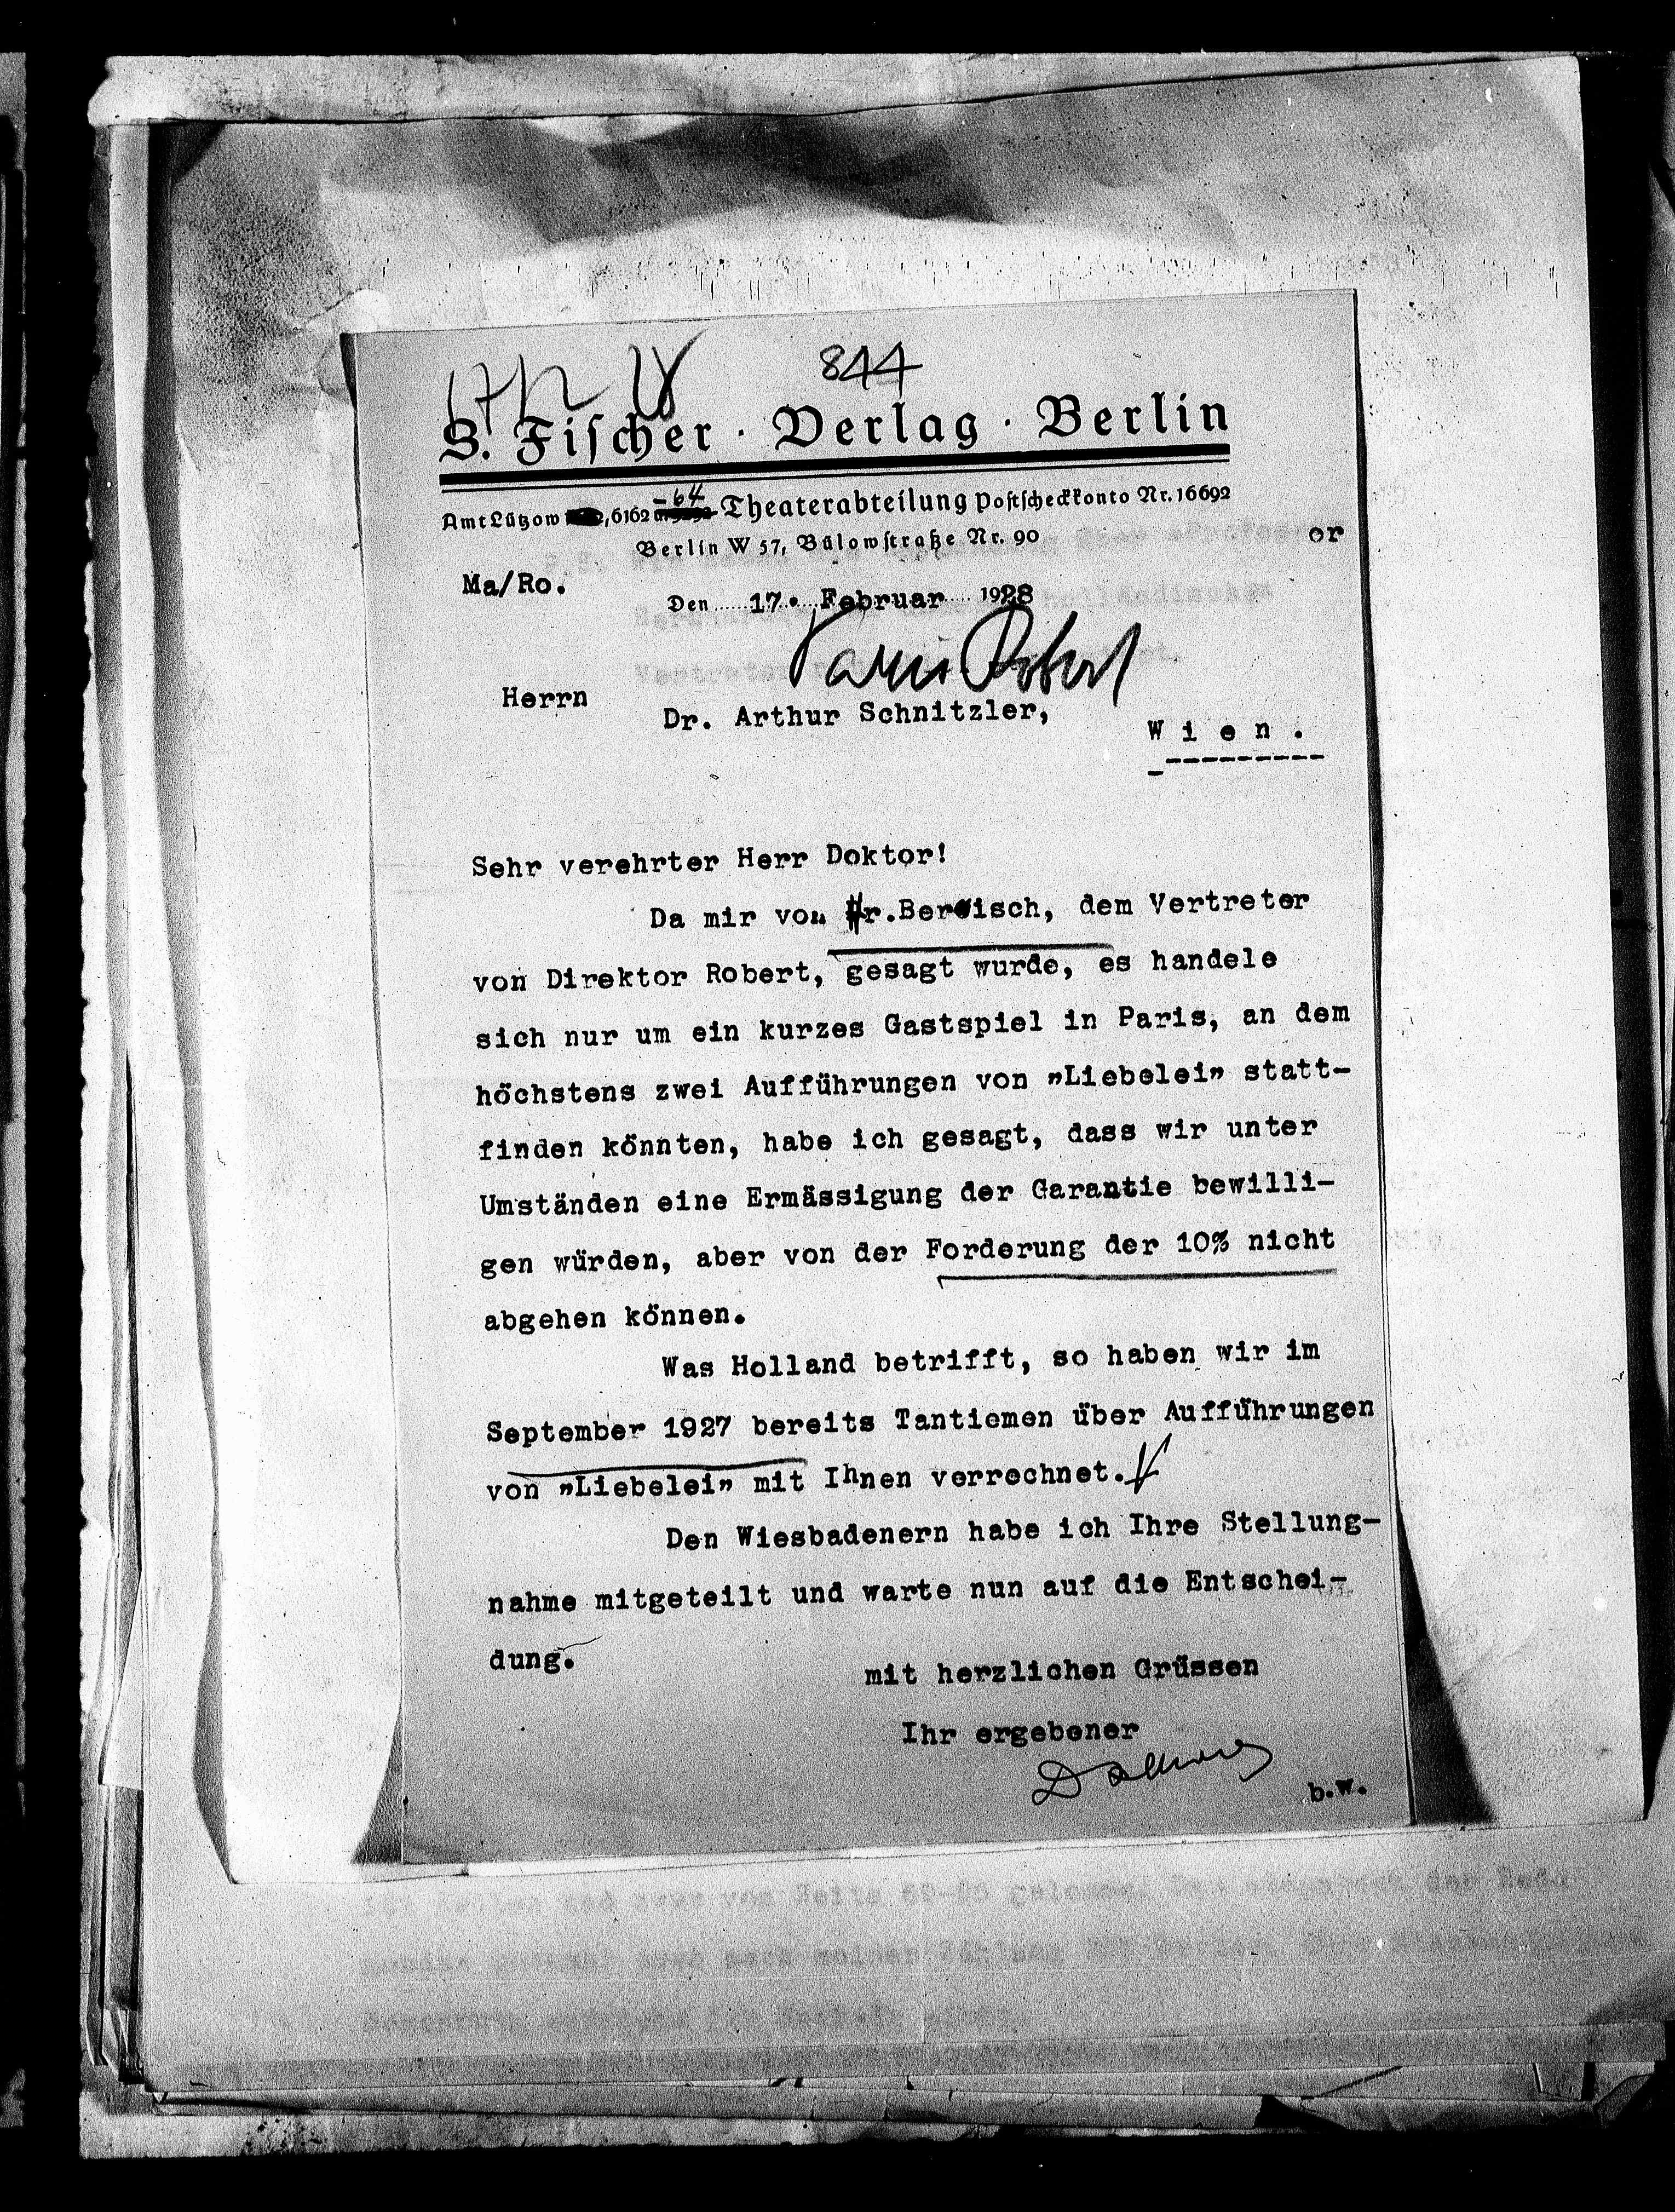 844
S. Fischer · Verlag · Berlin
Amt Lützow 6162 -64 Theaterabteilung Postscheckkonto Nr. 16692
Berlin W 57, Bülowstraße Nr. 90
or
Ma/Ro.
Den 17. Februar 1928
Paris Robert
Herrn
Dr. Arthur Schnitzler,
Wien.
Sehr verehrter Herr Doktor!
Da mir von dem Vertreter
von Direktor Robert, gesagt wurde, es handele
sich nur um ein kurzes Gastspiel in Paris, an dem
höchstens zwei Aufführungen von "Liebelei" statt-
finden könnten, habe ich gesagt, dass wir unter
Umständen eine Ermässigung der Garantie bewilli-
gen würden, aber von der Forderung der 10% nicht
abgehen können.
Was Holland betrifft, so haben wir im
September 1927 bereits Tantiemen über Aufführungen
von "Liebelei" mit Ihnen verrechnet.
Den Wiesbadenern habe ich Ihre Stellung-
nahme mitgeteilt und warte nun auf die Entschei-
dung.
mit herzlichen Grüssen
Ihr ergebener
b.w.